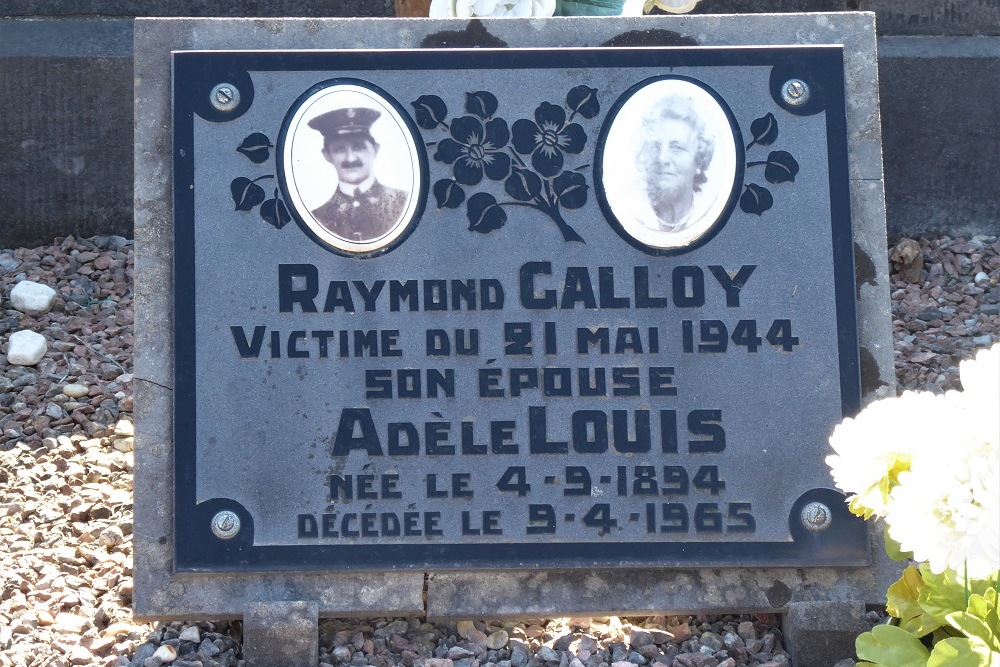 RAYMOND GALLOY
VICTIME DU 21 MAI 1944
SON ÉPOUSE
ADÈLE LOUIS
NÉE LE 4-9-1894
DÉCÉDÉE LE 9-4-1965